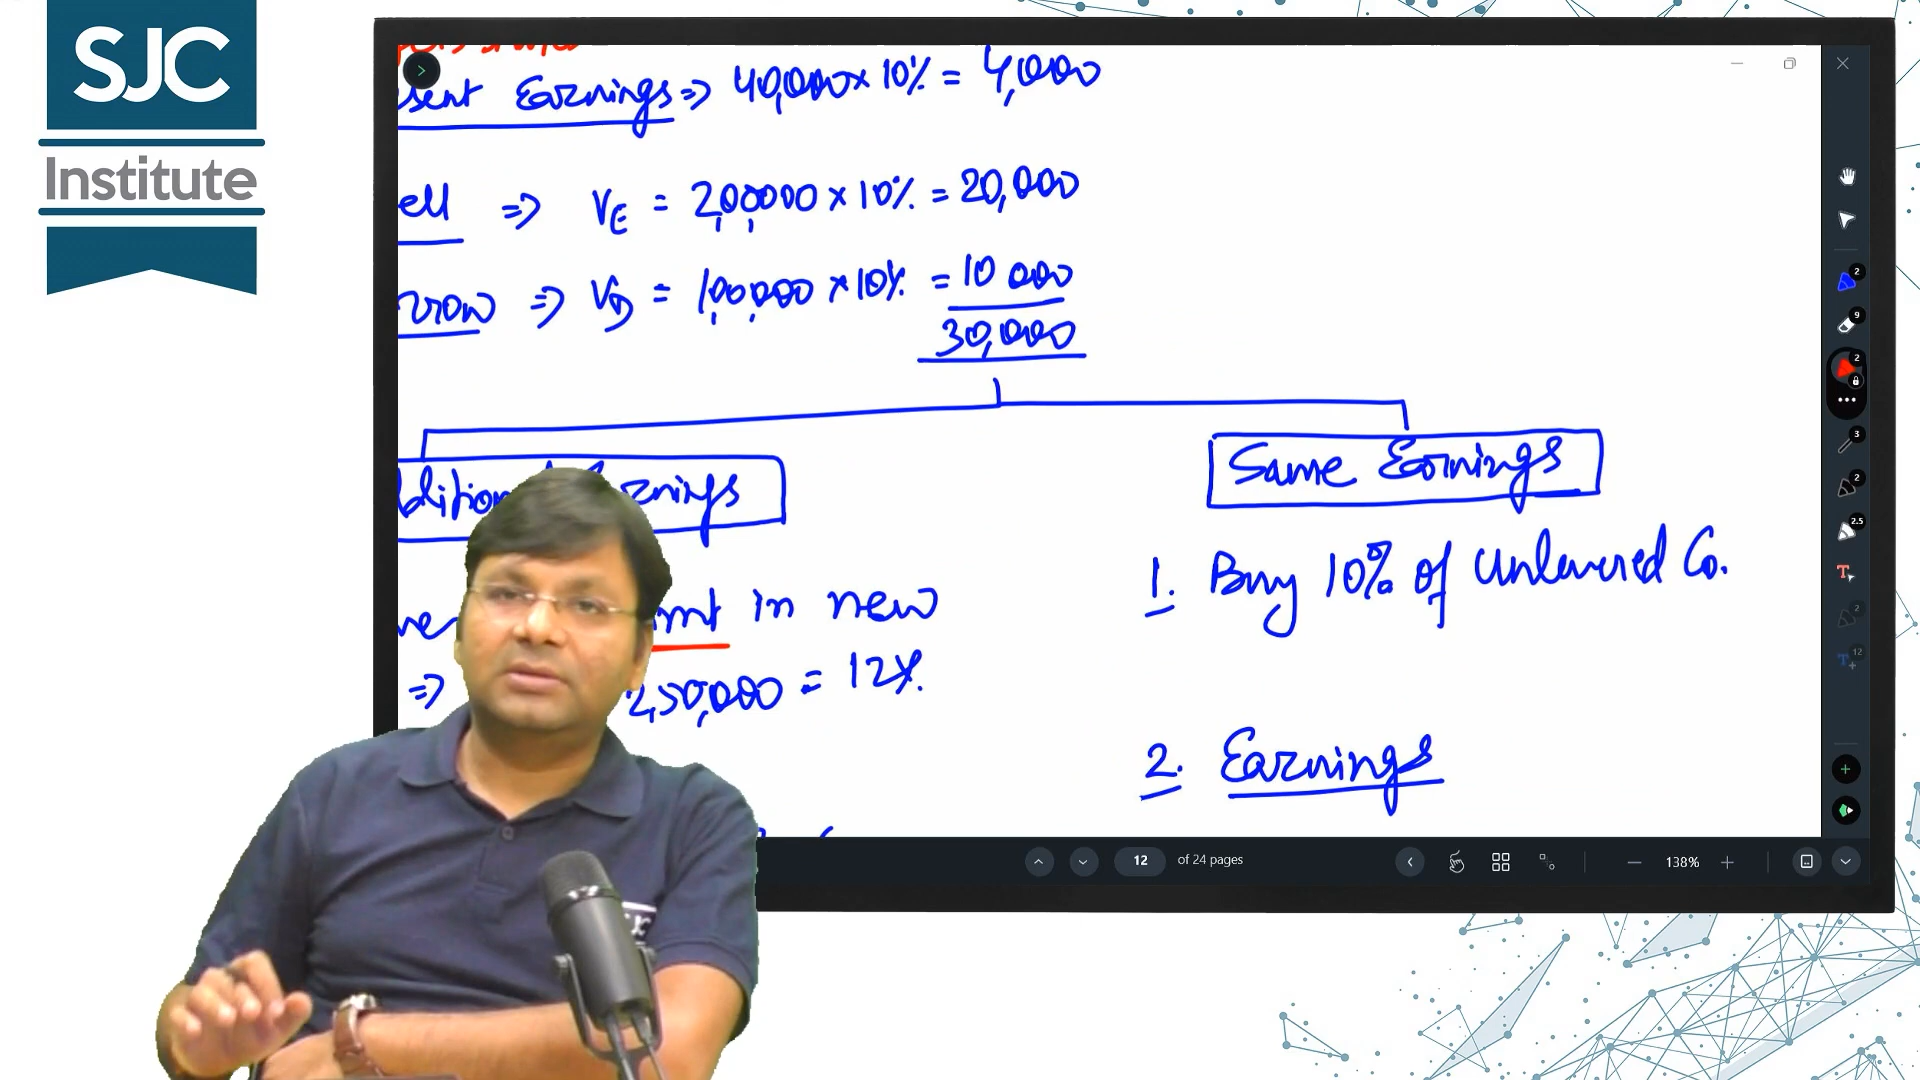 SJC
Institute
sent Earnings ⇒ 40,000 × 10% = 4,000
ell ⇒ VE = 2,00,000 × 10% = 20,000
rrow ⇒ VD = 1,00,000 × 10% = 10 000
30,000
Same Earnings
1. Buy 10% of Unlevered Co.
in new
⇒ 2,50,000 = 12%
2. Earnings
12 of 24 pages
138%